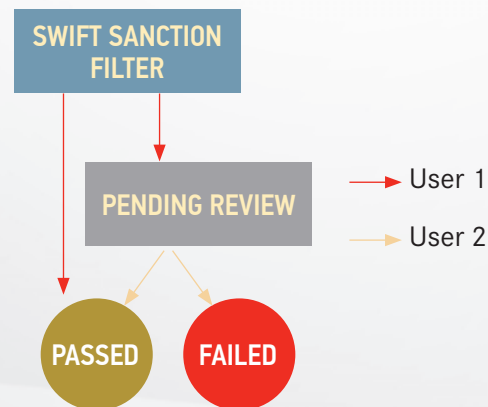 SWIFT SANCTION
FILTER
PENDING REVIEW
User 1
User 2
PASSED
FAILED